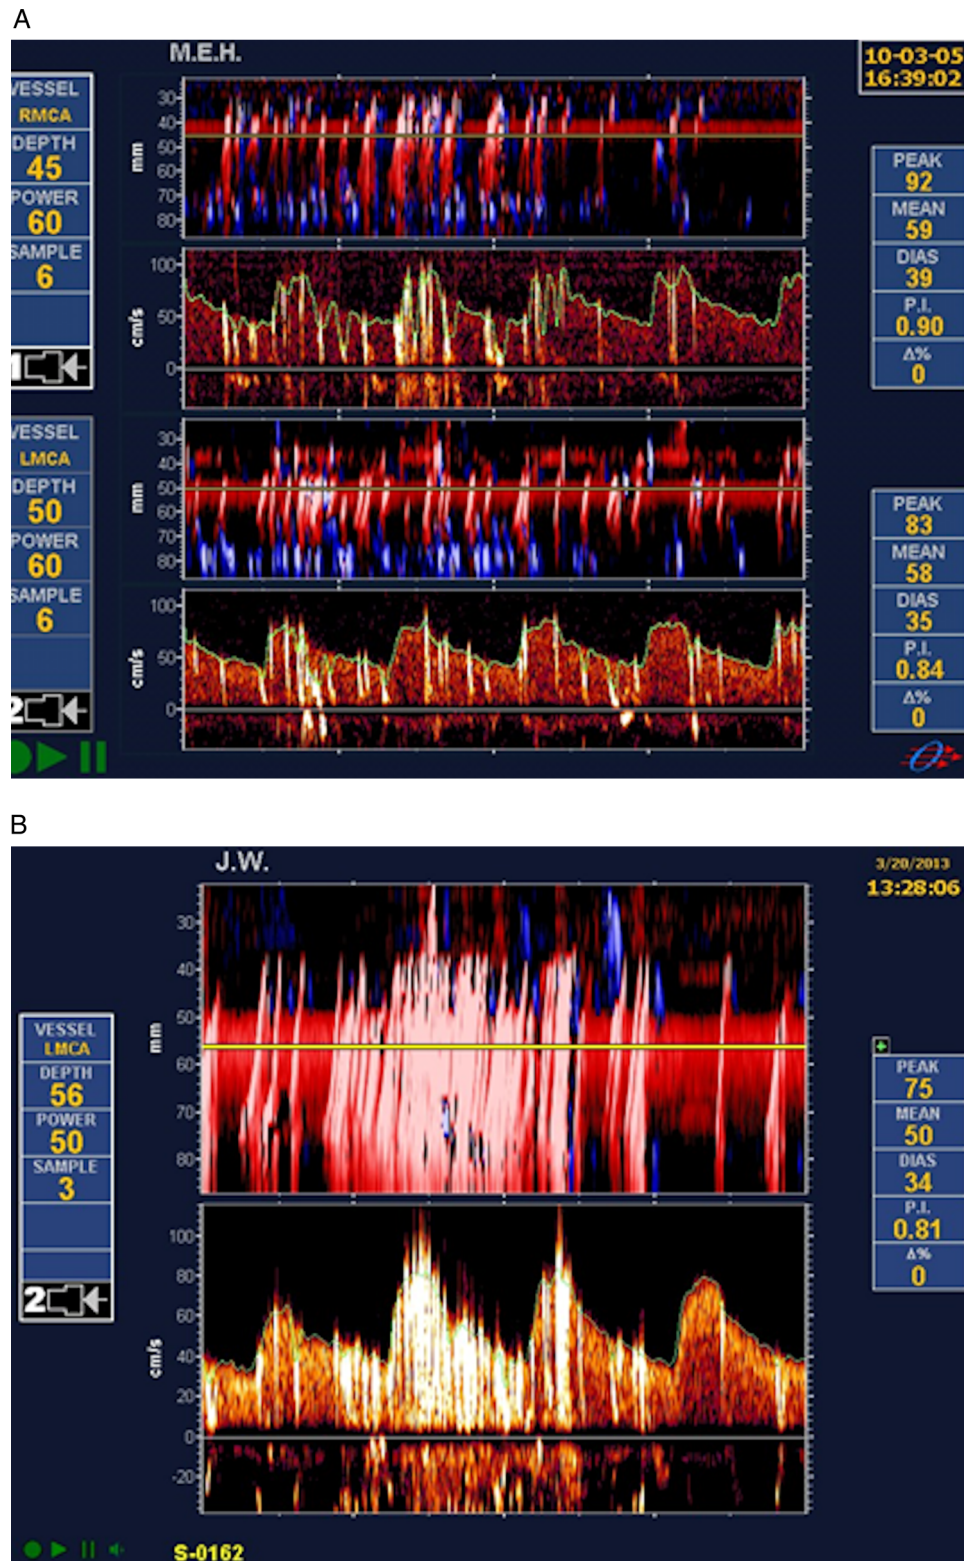 A
M.E.H.
10-03-05
16:39:02
VESSEL
RMCA
DEPTH
45
POWER
60
SAMPLE
6
1
30
40
50
60
70
80
mm
100
50
0
cm/s
PEAK
92
MEAN
59
DIAS
39
P.I.
0.90
Δ%
0
VESSEL
LMCA
DEPTH
50
POWER
60
SAMPLE
6
2
30
40
50
60
70
80
mm
100
50
0
cm/s
PEAK
83
MEAN
58
DIAS
35
P.I.
0.84
Δ%
0
B
J.W.
3/20/2013
13:28:06
VESSEL
LMCA
DEPTH
56
POWER
50
SAMPLE
3
2
30
40
50
60
70
80
mm
100
80
60
40
20
0
-20
cm/s
PEAK
75
MEAN
50
DIAS
34
P.I.
0.81
Δ%
0
S-0162